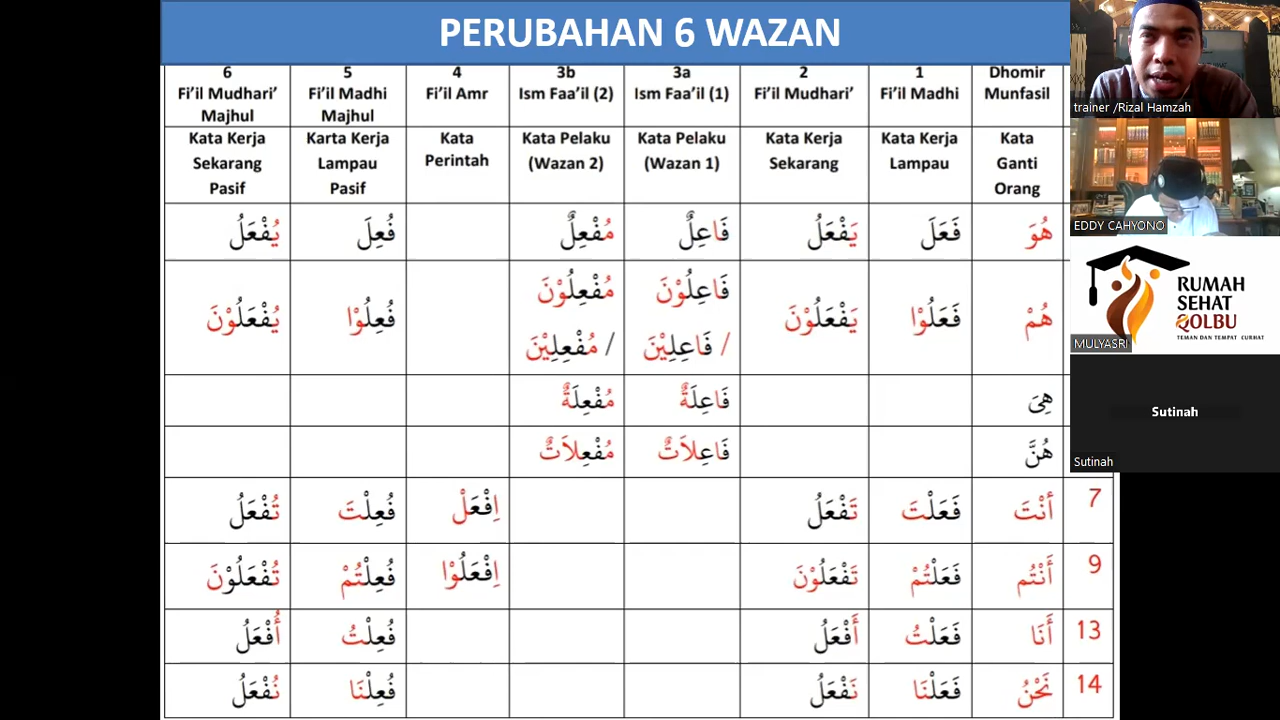 PERUBAHAN 6 WAZAN
6 5 4 3b 3a 2 1 Dhomir
Fi'il Mudhari' Fi'il Madhi Fi'il Amr Ism Faa'il (2) Ism Faa'il (1) Fi'il Mudhari' Fi'il Madhi Munfasil
Majhul Majhul
Kata Kerja Karta Kerja Kata Kata Pelaku Kata Pelaku Kata Kerja Kata Kerja Kata
Sekarang Lampau Perintah (Wazan 2) (Wazan 1) Sekarang Lampau Ganti
Pasif Pasif Orang
هُوَ فَعَلَ يَفْعَلُ فَاعِلٌ مُفْعِلٌ فُعِلَ يُفْعَلُ
هُمْ فَعَلُوْا يَفْعَلُوْنَ فَاعِلُوْنَ مُفْعِلُوْنَ فُعِلُوْا يُفْعَلُوْنَ
/ فَاعِلِيْنَ / مُفْعِلِيْنَ
هِيَ فَاعِلَةٌ مُفْعِلَةٌ
هُنَّ فَاعِلاَتٌ مُفْعِلاَتٌ
7 أَنْتَ فَعَلْتَ تَفْعَلُ اِفْعَلْ فُعِلْتَ تُفْعَلُ
9 أَنْتُم فَعَلْتُمْ تَفْعَلُوْنَ اِفْعَلُوْا فُعِلْتُمْ تُفْعَلُوْنَ
13 أَنَا فَعَلْتُ أَفْعَلُ فُعِلْتُ أُفْعَلُ
14 نَحْنُ فَعَلْنَا نَفْعَلُ فُعِلْنَا نُفْعَلُ
trainer /Rizal Hamzah
EDDY CAHYONO
RUMAH
SEHAT
QOLBU
TEMAN DAN TEMPAT CURHAT
MULYASRI
Sutinah
Sutinah